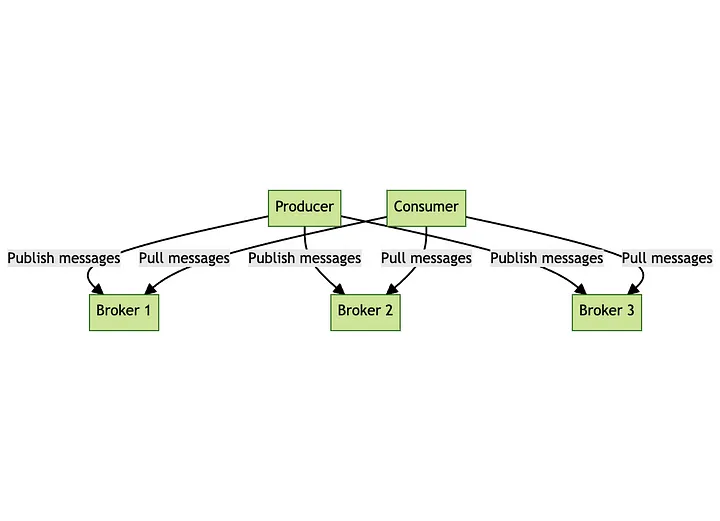 Producer
Consumer
Publish messages
Pull messages
Publish messages
Pull messages
Publish messages
Pull messages
Broker 1
Broker 2
Broker 3